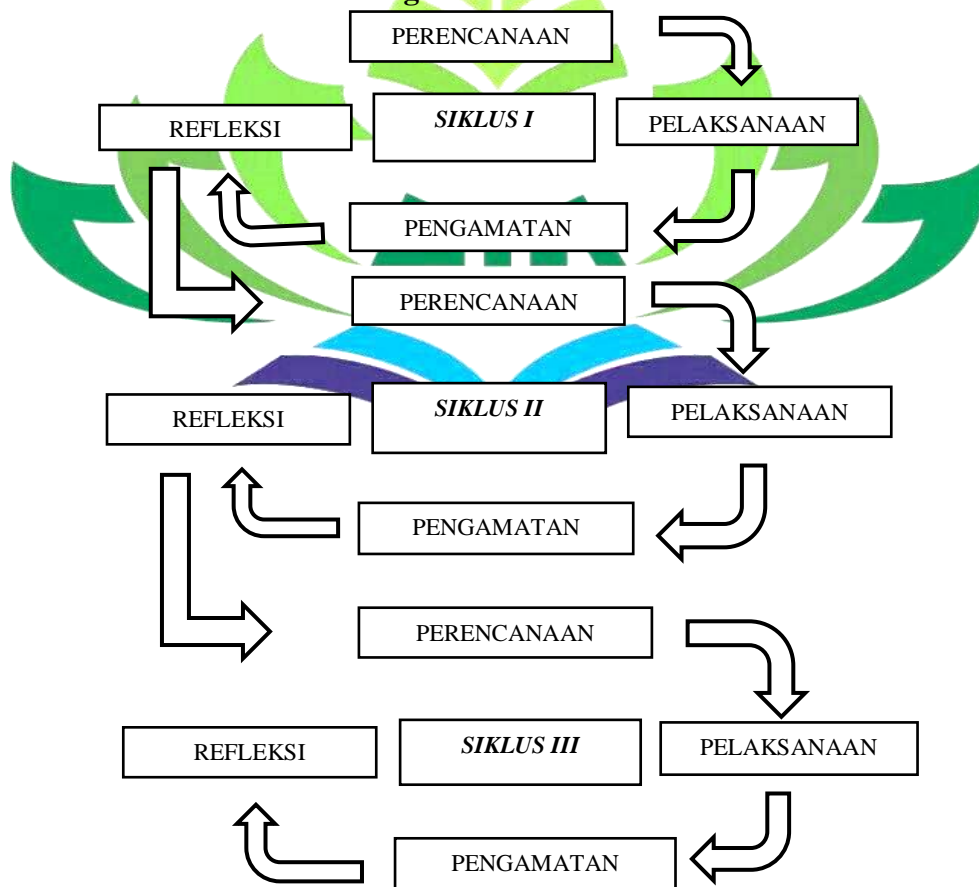 PERENCANAAN
REFLEKSI
SIKLUS I
PELAKSANAAN
PENGAMATAN
PERENCANAAN
REFLEKSI
SIKLUS II
PELAKSANAAN
PENGAMATAN
PERENCANAAN
REFLEKSI
SIKLUS III
PELAKSANAAN
PENGAMATAN